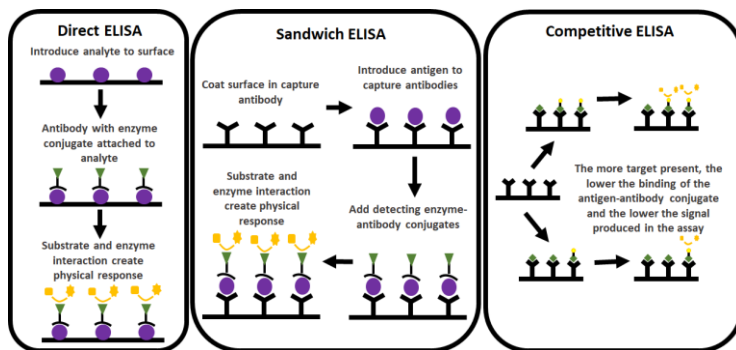 Direct ELISA
Introduce analyte to surface
Antibody with enzyme
conjugate attached to
analyte
Substrate and enzyme
interaction create
physical response
Sandwich ELISA
Coat surface in capture
antibody
Introduce antigen to
capture antibodies
Add detecting enzyme-
antibody conjugates
Substrate and
enzyme interaction
create physical
response
Competitive ELISA
The more target present, the
lower the binding of the
antigen-antibody conjugate
and the lower the signal
produced in the assay